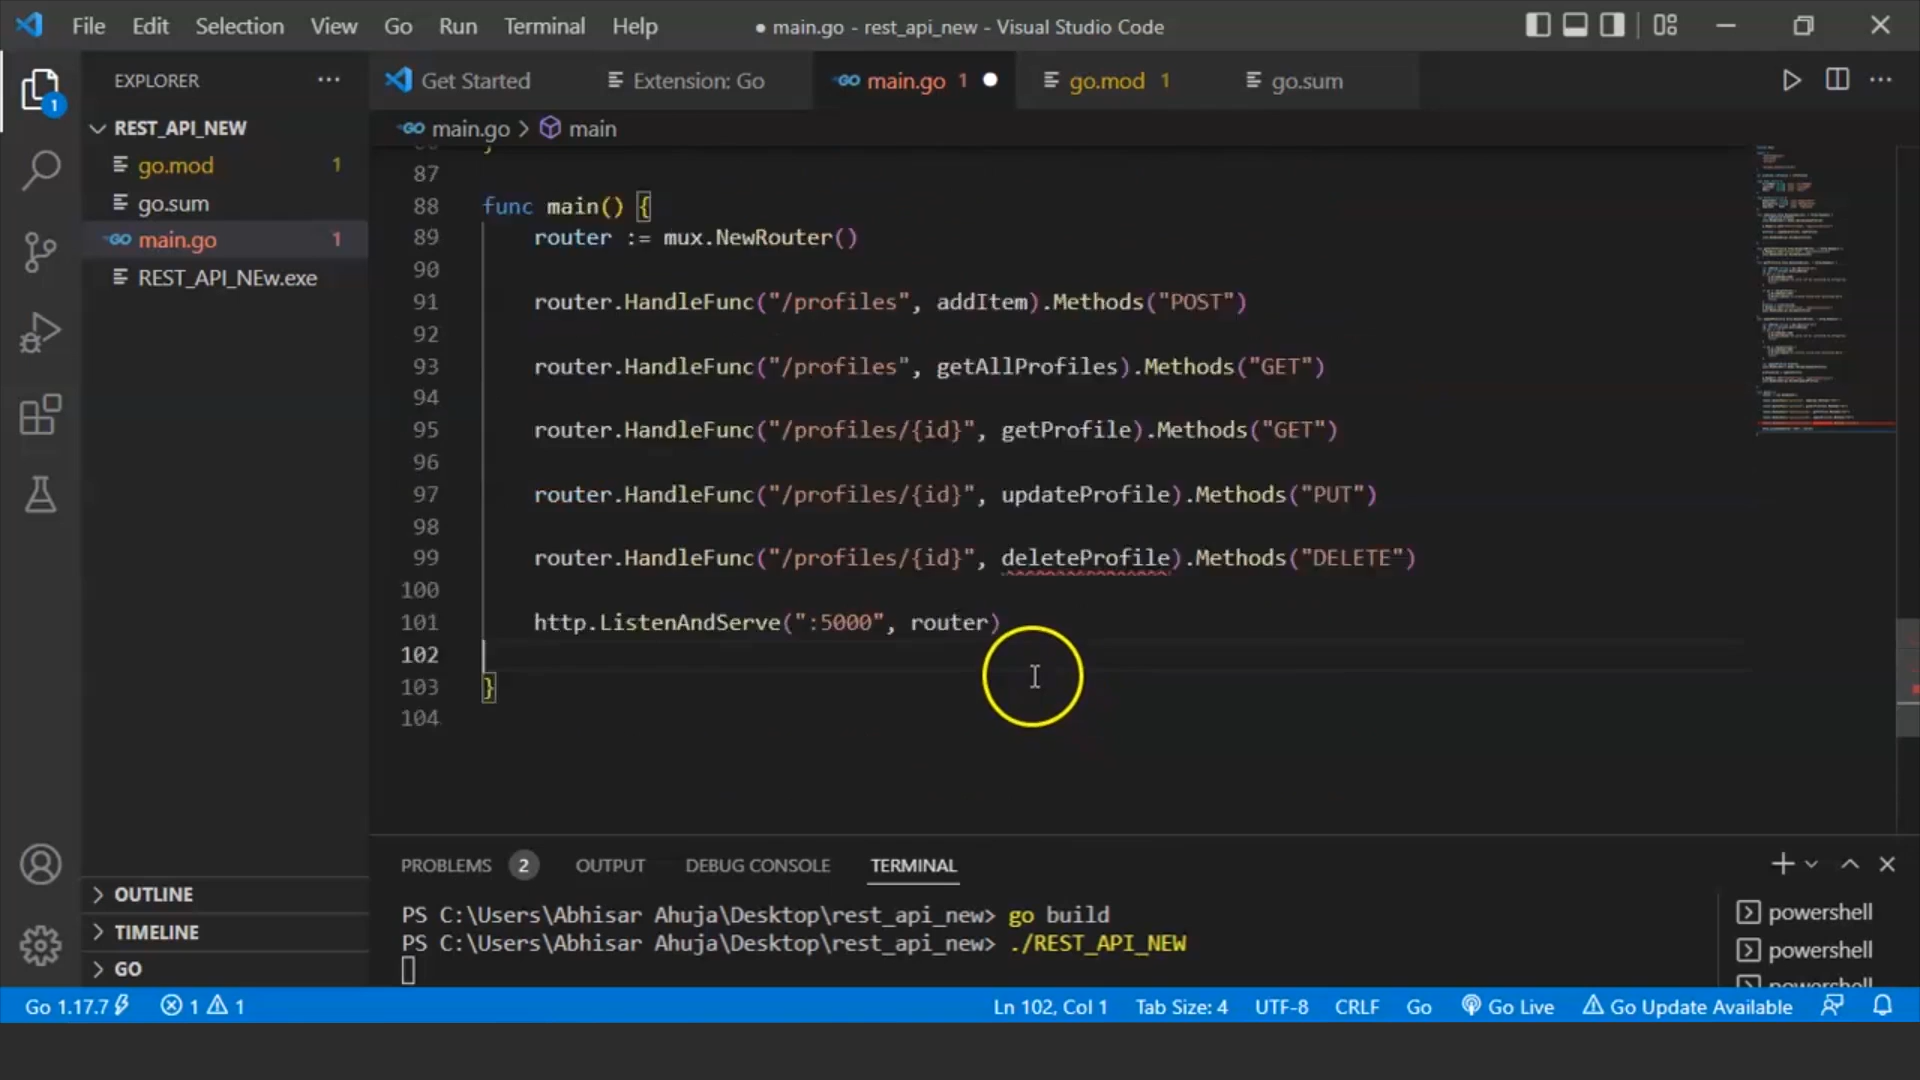 File Edit Selection View Go Run Terminal Help
● main.go - rest_api_new - Visual Studio Code
EXPLORER
REST_API_NEW
go.mod 1
go.sum
main.go 1
REST_API_NEw.exe
OUTLINE
TIMELINE
GO
Get Started Extension: Go main.go 1 go.mod 1 go.sum
main.go > main
87
88 func main() {
89 router := mux.NewRouter()
90
91 router.HandleFunc("/profiles", addItem).Methods("POST")
92
93 router.HandleFunc("/profiles", getAllProfiles).Methods("GET")
94
95 router.HandleFunc("/profiles/{id}", getProfile).Methods("GET")
96
97 router.HandleFunc("/profiles/{id}", updateProfile).Methods("PUT")
98
99 router.HandleFunc("/profiles/{id}", deleteProfile).Methods("DELETE")
100
101 http.ListenAndServe(":5000", router)
102
103 }
104
PROBLEMS 2 OUTPUT DEBUG CONSOLE TERMINAL
PS C:\Users\Abhisar Ahuja\Desktop\rest_api_new> go build
PS C:\Users\Abhisar Ahuja\Desktop\rest_api_new> ./REST_API_NEW
powershell
powershell
powershell
1
Go 1.17.7 1 1 Ln 102, Col 1 Tab Size: 4 UTF-8 CRLF Go Go Live Go Update Available